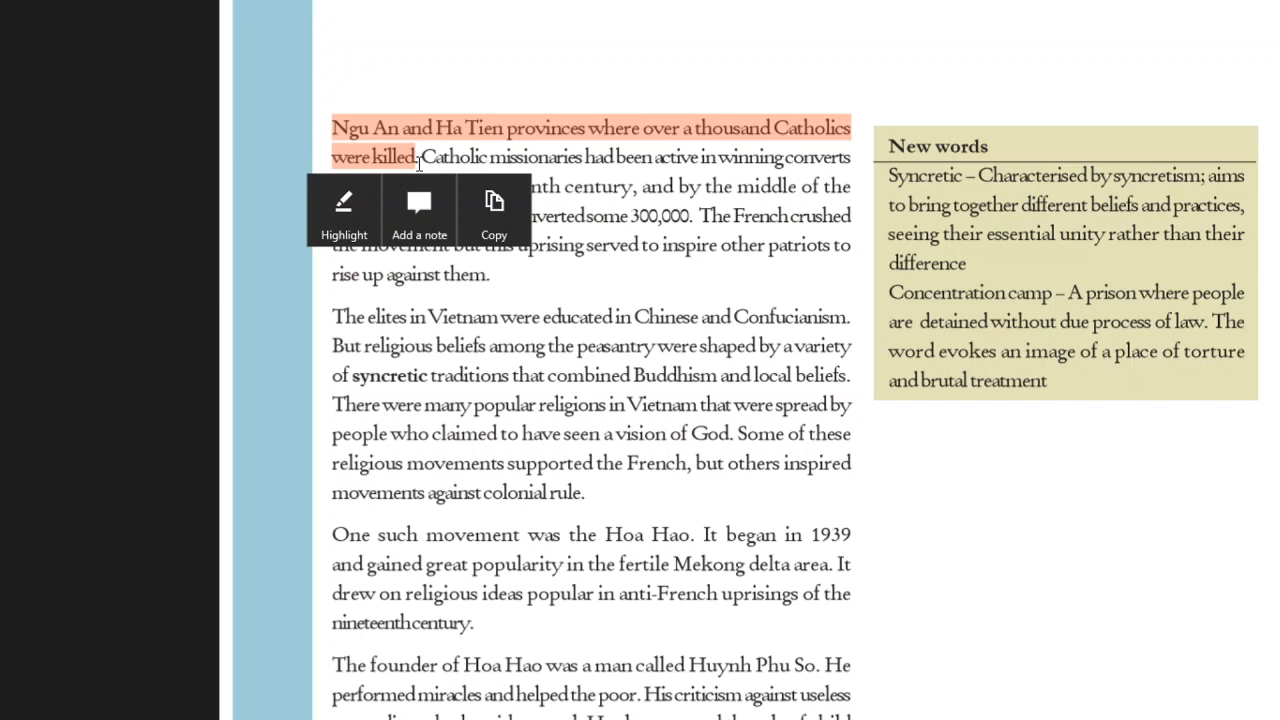 Ngu An and Ha Tien provinces where over a thousand Catholics
were killed. Catholic missionaries had been active in winning converts
nth century, and by the middle of the
nverted some 300,000. The French crushed
the movement but this uprising served to inspire other patriots to
rise up against them.
Highlight
Add a note
Copy
The elites in Vietnam were educated in Chinese and Confucianism.
But religious beliefs among the peasantry were shaped by a variety
of syncretic traditions that combined Buddhism and local beliefs.
There were many popular religions in Vietnam that were spread by
people who claimed to have seen a vision of God. Some of these
religious movements supported the French, but others inspired
movements against colonial rule.
One such movement was the Hoa Hao. It began in 1939
and gained great popularity in the fertile Mekong delta area. It
drew on religious ideas popular in anti-French uprisings of the
nineteenth century.
The founder of Hoa Hao was a man called Huynh Phu So. He
performed miracles and helped the poor. His criticism against useless
New words
Syncretic – Characterised by syncretism; aims
to bring together different beliefs and practices,
seeing their essential unity rather than their
difference
Concentration camp – A prison where people
are detained without due process of law. The
word evokes an image of a place of torture
and brutal treatment